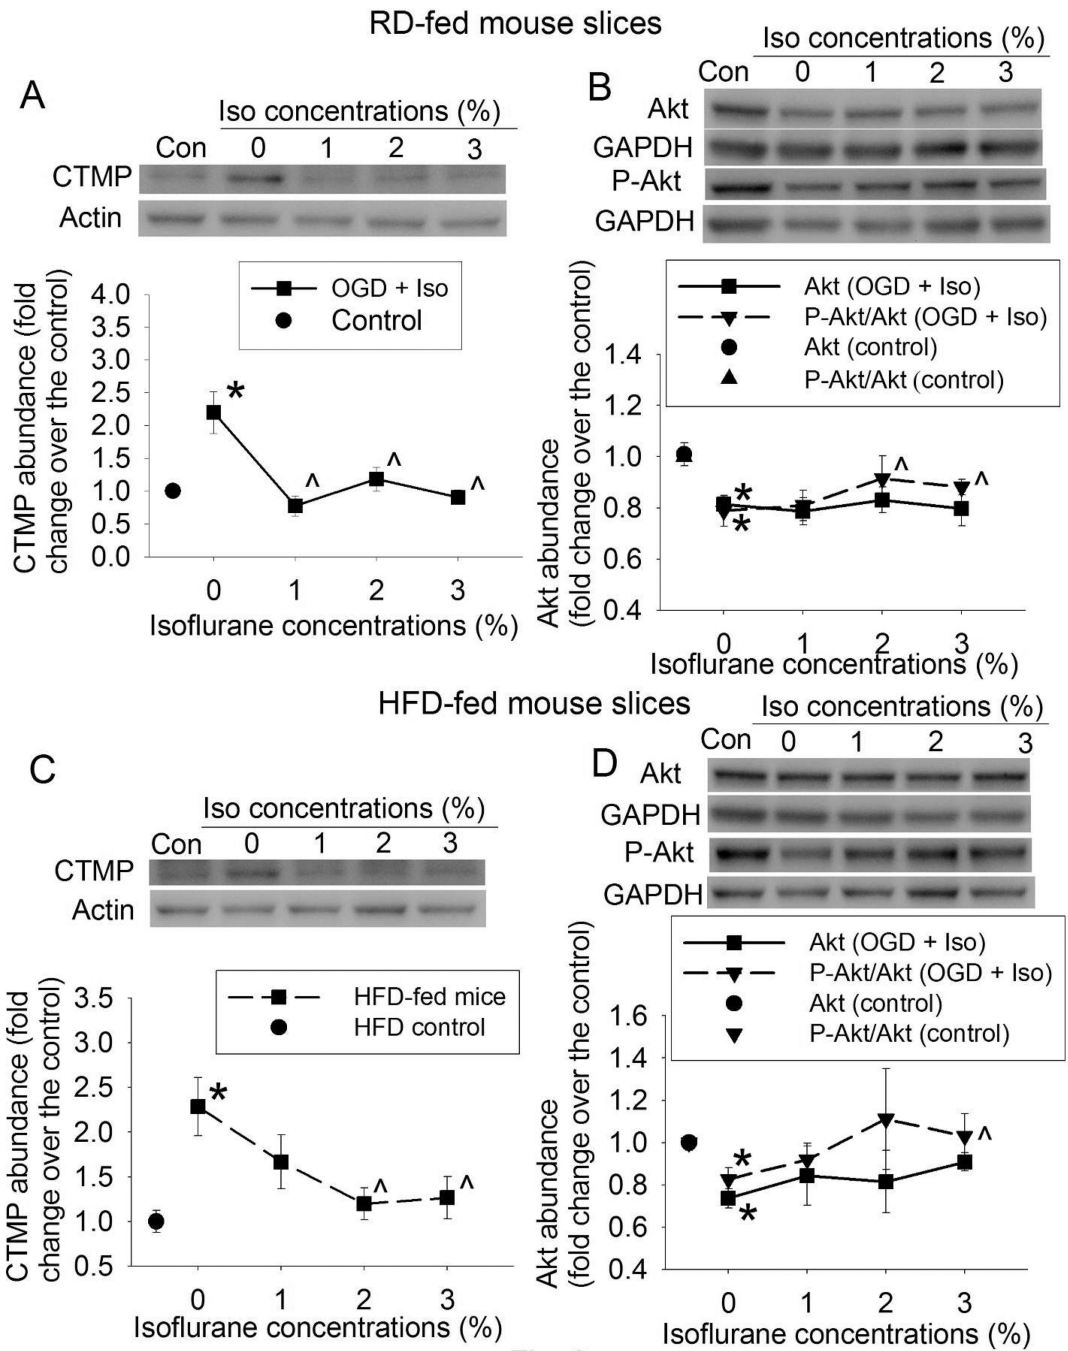 RD-fed mouse slices
A
Iso concentrations (%)
Con 0 1 2 3
CTMP
Actin
OGD + Iso
Control
CTMP abundance (fold
change over the control)
4.0
3.5
3.0
2.5
2.0
1.5
1.0
0.5
0.0
*
^
^
^
0 1 2 3
Isoflurane concentrations (%)
B
Iso concentrations (%)
Con 0 1 2 3
Akt
GAPDH
P-Akt
GAPDH
Akt (OGD + Iso)
P-Akt/Akt (OGD + Iso)
Akt (control)
P-Akt/Akt (control)
Akt abundance
(fold change over the control)
1.4
1.2
1.0
0.8
0.6
0.4
*
*
^
^
0 1 2 3
Isoflurane concentrations (%)
HFD-fed mouse slices
C
Iso concentrations (%)
Con 0 1 2 3
CTMP
Actin
HFD-fed mice
HFD control
CTMP abundance (fold
change over the control)
3.5
3.0
2.5
2.0
1.5
1.0
0.5
*
^
^
0 1 2 3
Isoflurane concentrations (%)
D
Iso concentrations (%)
Con 0 1 2 3
Akt
GAPDH
P-Akt
GAPDH
Akt (OGD + Iso)
P-Akt/Akt (OGD + Iso)
Akt (control)
P-Akt/Akt (control)
Akt abundance
(fold change over the control)
1.6
1.4
1.2
1.0
0.8
0.6
0.4
*
*
^
0 1 2 3
Isoflurane concentrations (%)